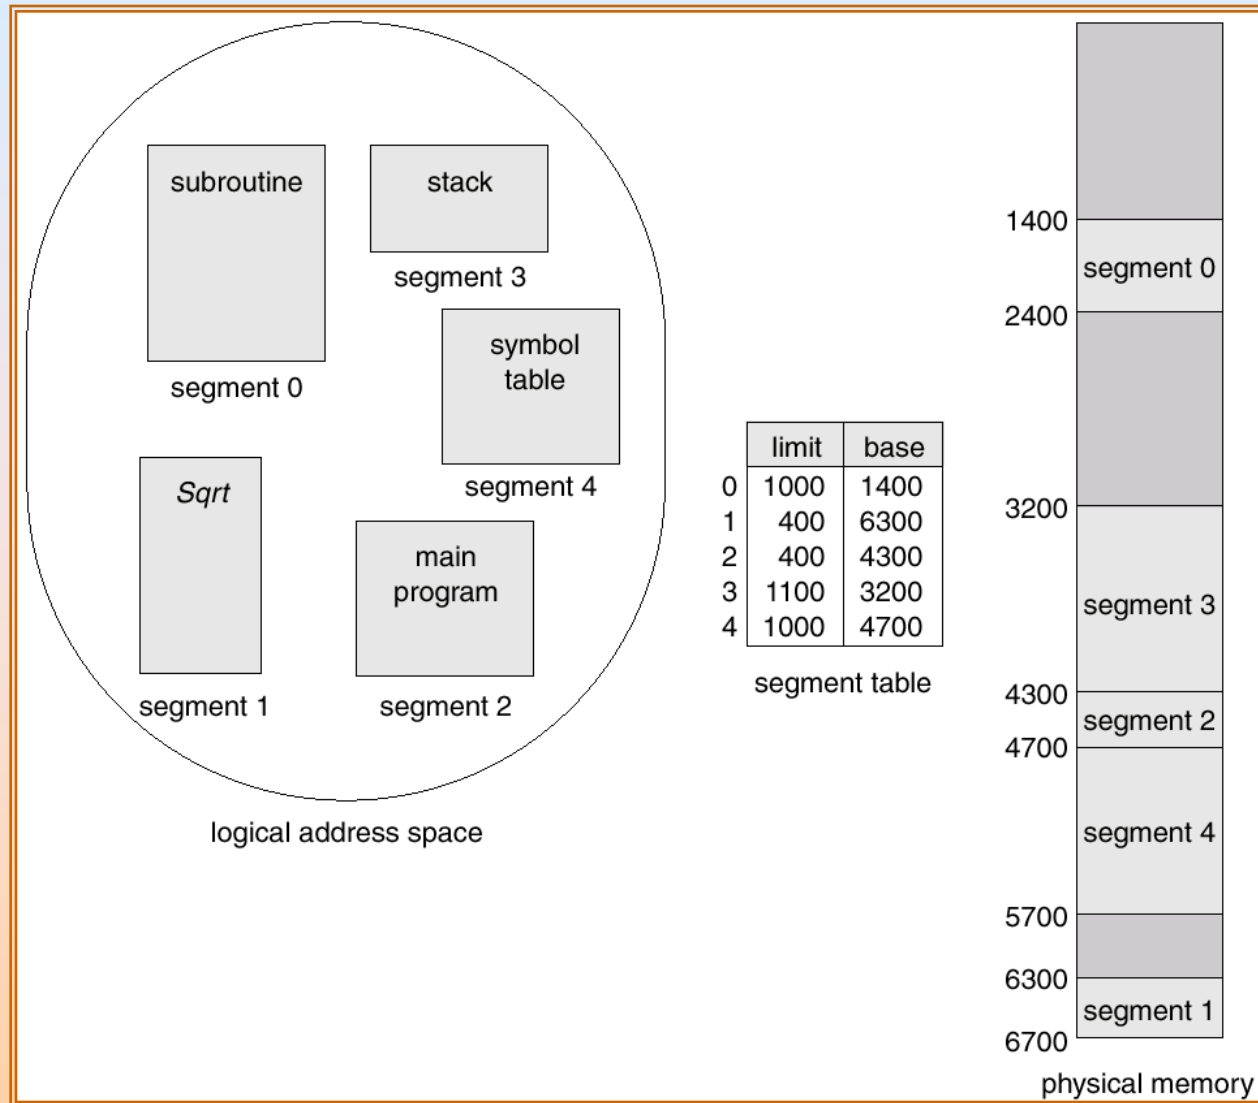 subroutine
segment 0
stack
segment 3
symbol
table
segment 4
Sqrt
segment 1
main
program
segment 2
logical address space
limit base
0 1000 1400
1 400 6300
2 400 4300
3 1100 3200
4 1000 4700
segment table
1400
segment 0
2400
3200
segment 3
4300
segment 2
4700
segment 4
5700
6300
segment 1
6700
physical memory